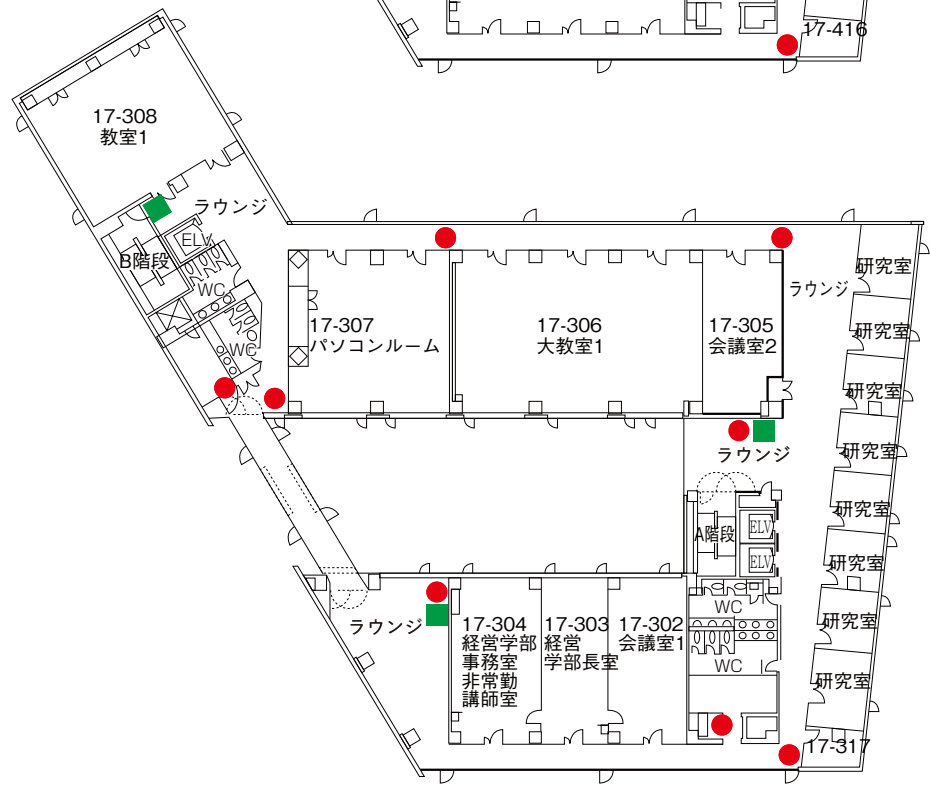 17-416
17-308
教室1
ラウンジ
ELV
B階段
WC
WC
17-307
パソコンルーム
17-306
大教室1
17-305
会議室2
ラウンジ
研究室
研究室
研究室
研究室
研究室
研究室
研究室
研究室
ラウンジ
A階段
ELV
ELV
ラウンジ
17-304
経営学部
事務室
非常勤
講師室
17-303
経営
学部長室
17-302
会議室1
WC
WC
17-317